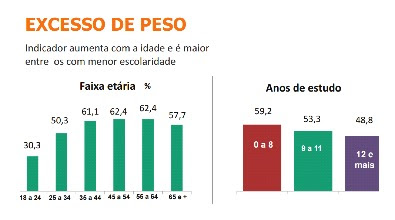 EXCESSO DE PESO
Indicador aumenta com a idade e é maior
entre os com menor escolaridade
Faixa etária %
30,3 50,3 61,1 62,4 62,4 57,7
18 a 24 25 a 34 36 a 44 45 a 54 56 a 64 65 e +
Anos de estudo
59,2 53,3 48,8
0 a 8 9 a 11 12 e
mais